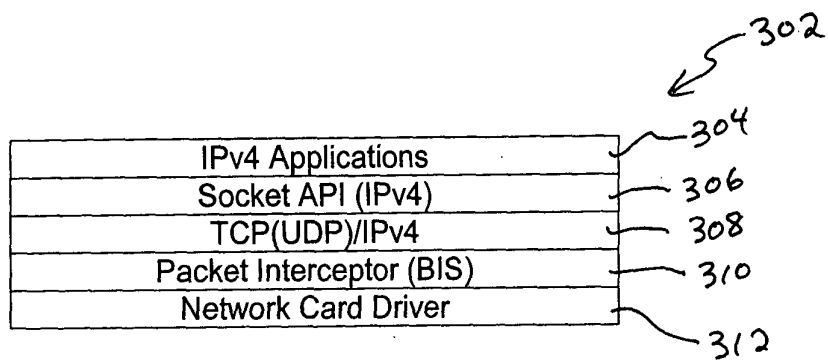 302
IPv4 Applications
304
Socket API (IPv4)
306
TCP(UDP)/IPv4
308
Packet Interceptor (BIS)
310
Network Card Driver
312